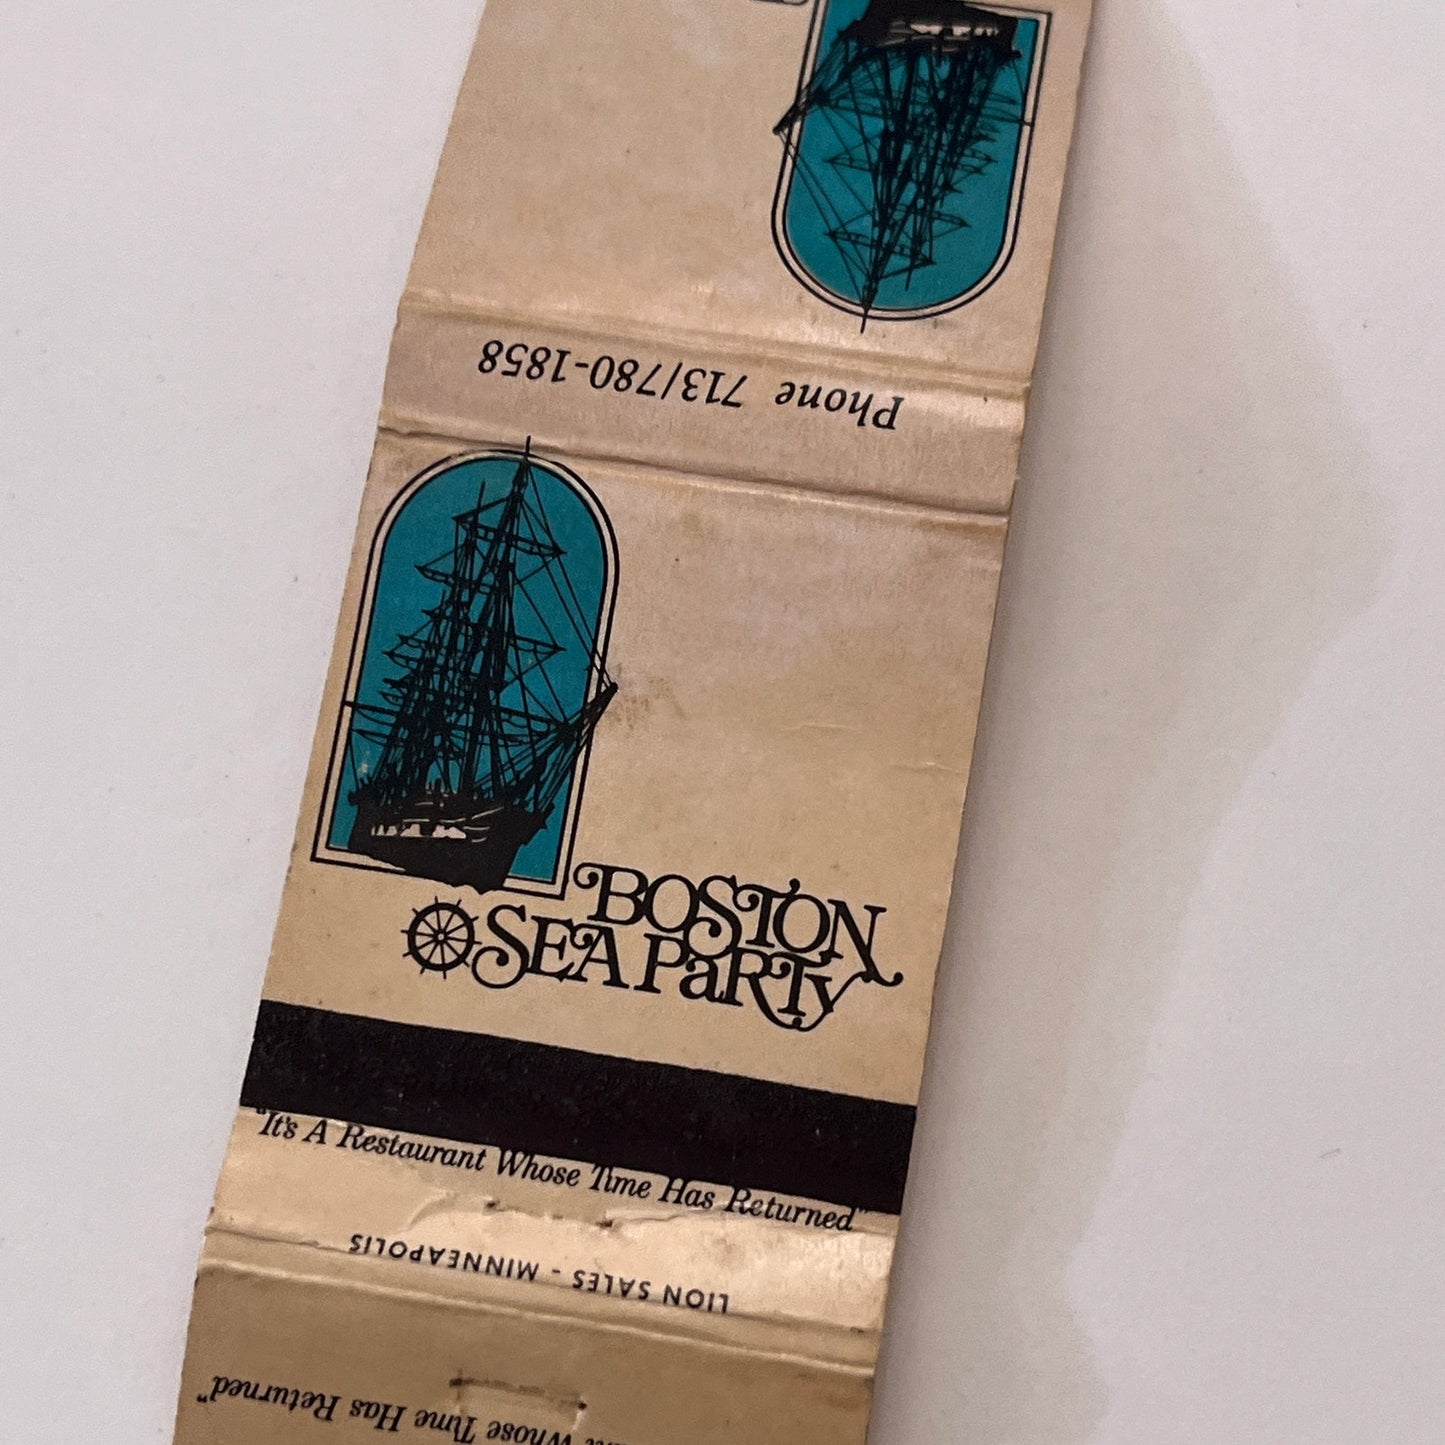 Phone 713/780-1858
BOSTON
SEA PaRTy
"It's A Restaurant Whose Time Has Returned"
LION SALES - MINNEAPOLIS
Whose Time Has Returned"